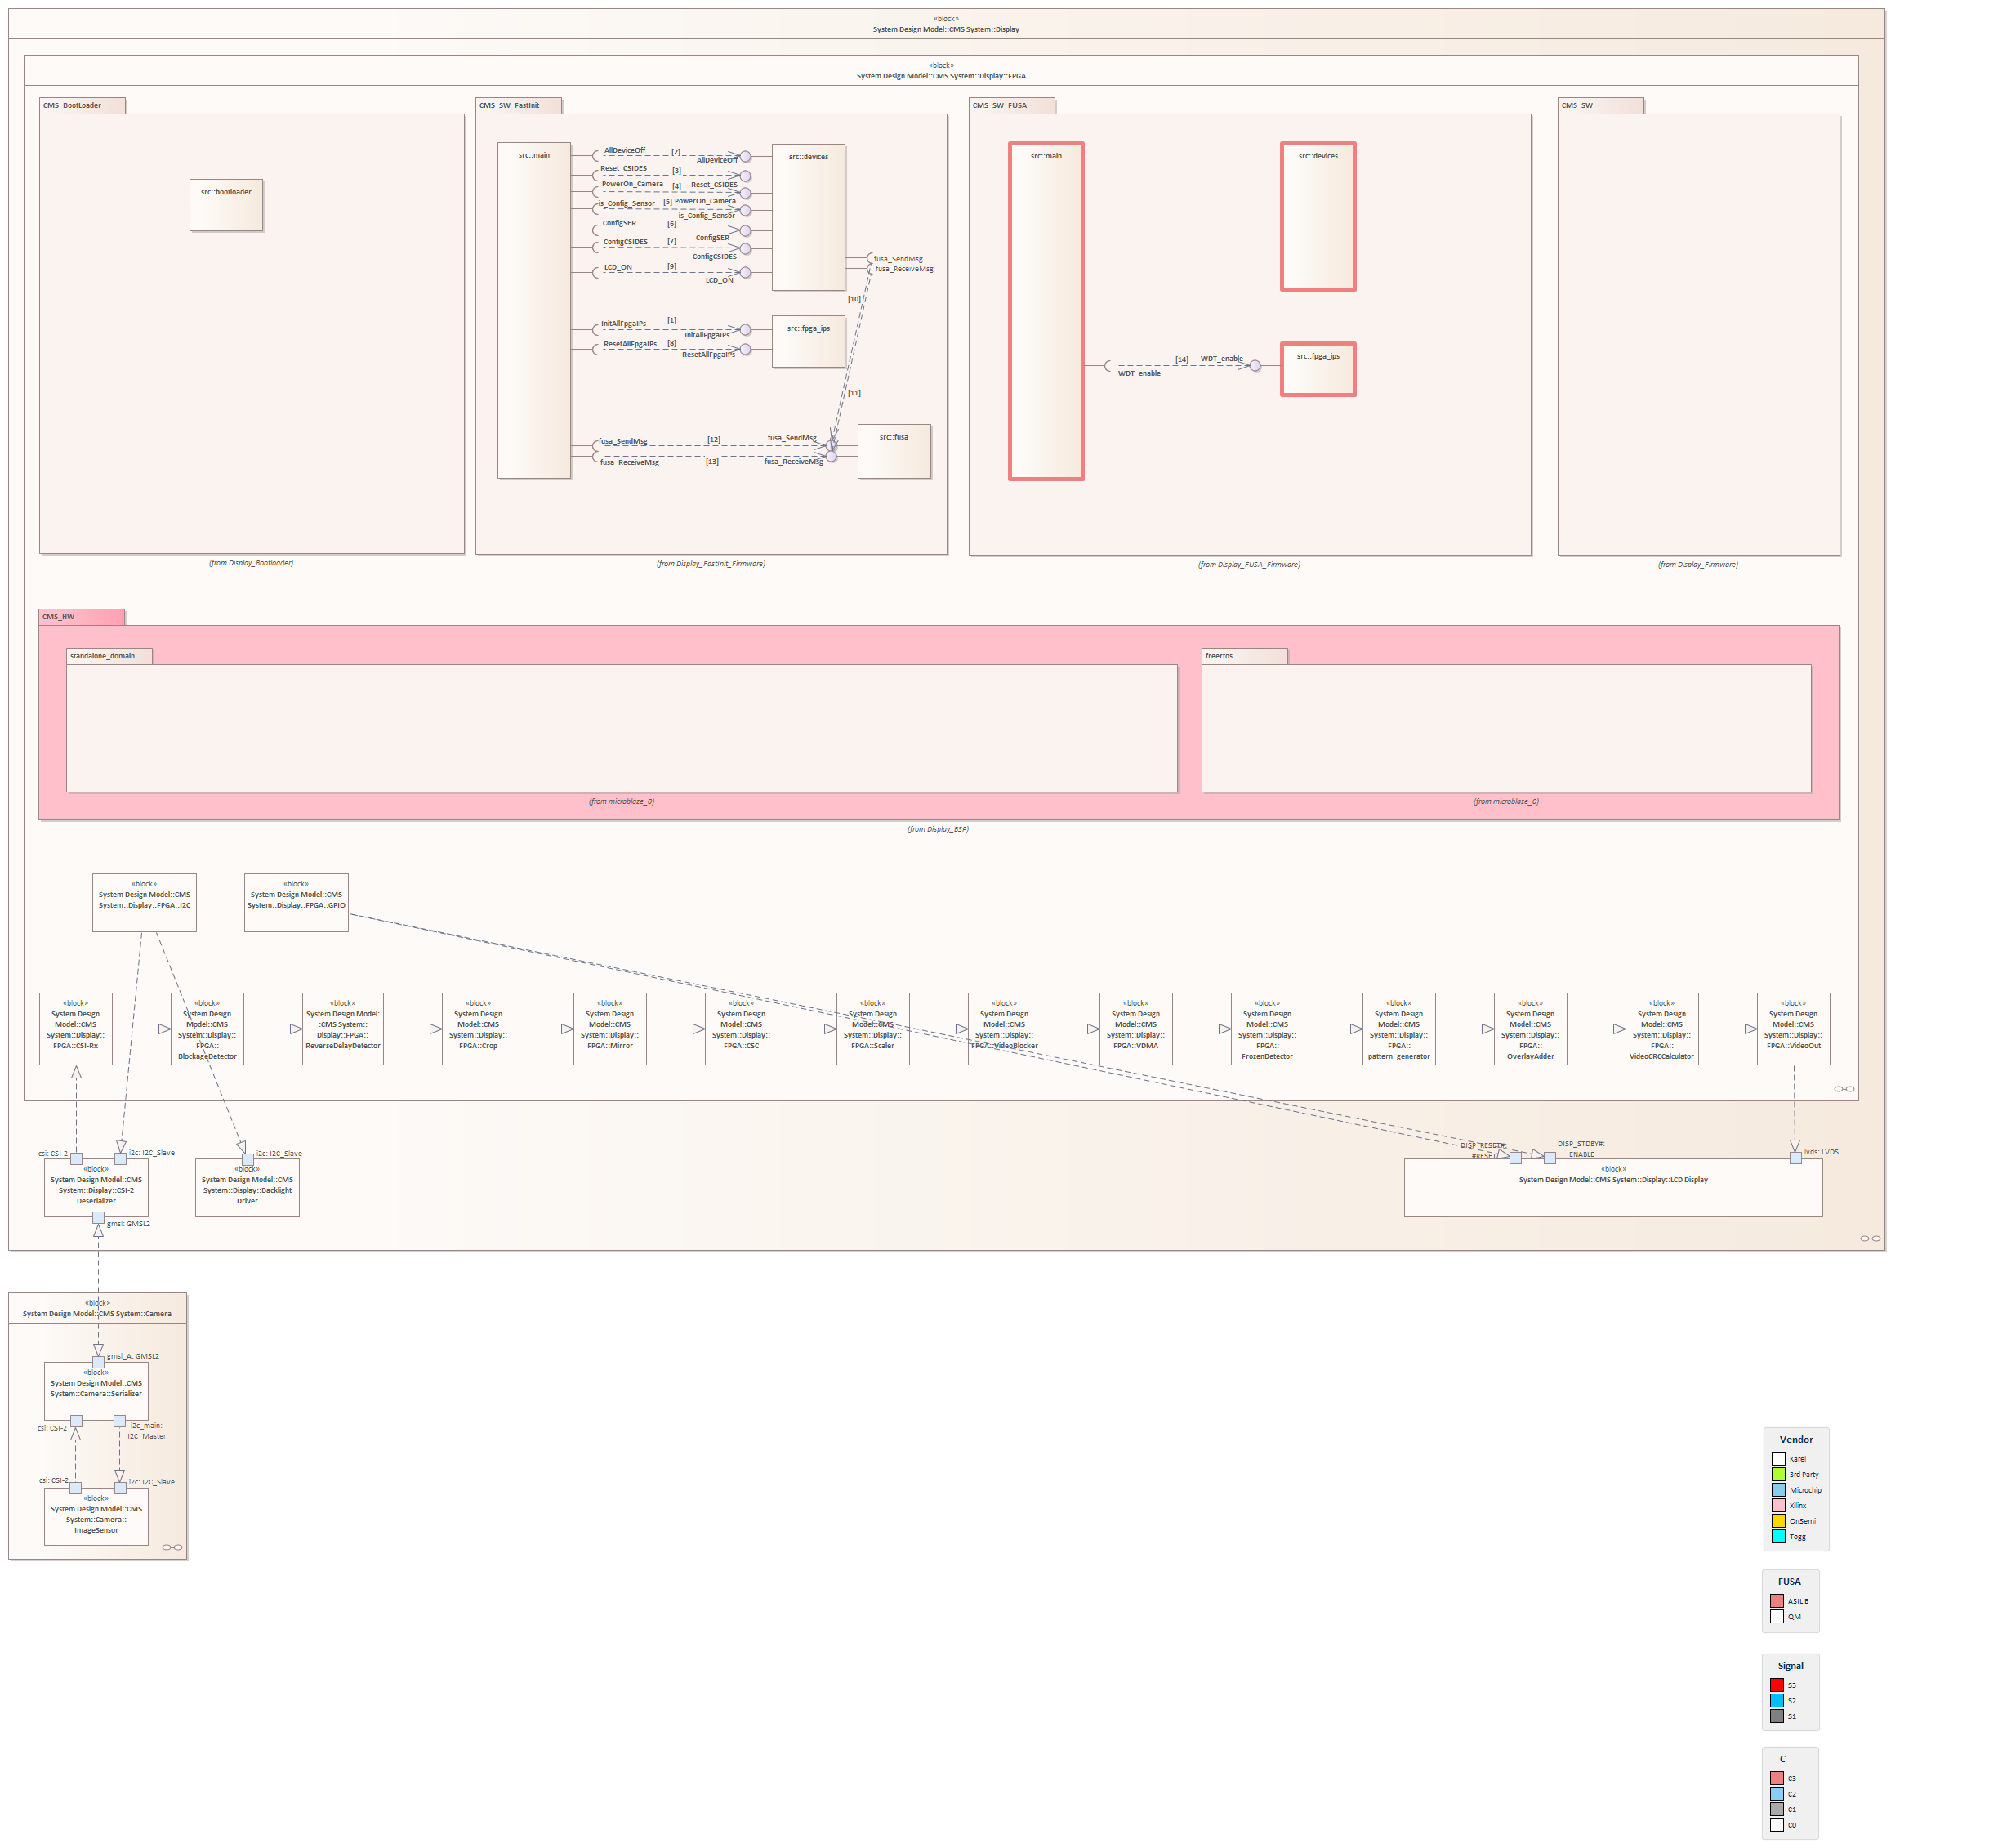 «block»
System Design Model::CMS System::Display
«block»
System Design Model::CMS System::Display::FPGA
CMS_BootLoader
src::bootloader
(from Display_Bootloader)
CMS_SW_FastInit
src::main
AllDeviceOff
[2]
AllDeviceOff
Reset_CSIDES
[3]
Reset_CSIDES
PowerOn_Camera
[4]
PowerOn_Camera
is_Config_Sensor
[5]
is_Config_Sensor
ConfigSER
[6]
ConfigSER
ConfigCSIDES
[7]
ConfigCSIDES
LCD_ON
[9]
LCD_ON
src::devices
fusa_SendMsg
fusa_ReceiveMsg
[10]
InitAllFpgaIPs
[1]
InitAllFpgaIPs
ResetAllFpgaIPs
[8]
ResetAllFpgaIPs
src::fpga_ips
[11]
fusa_SendMsg
[12]
fusa_SendMsg
fusa_ReceiveMsg
[13]
fusa_ReceiveMsg
src::fusa
(from Display_FastInit_Firmware)
CMS_SW_FUSA
src::main
src::devices
WDT_enable
[14]
WDT_enable
src::fpga_ips
(from Display_FUSA_Firmware)
CMS_SW
(from Display_Firmware)
CMS_HW
standalone_domain
(from microblaze_0)
freertos
(from microblaze_0)
(from Display_BSP)
«block»
System Design Model::CMS
System::Display::FPGA::I2C
«block»
System Design Model::CMS
System::Display::FPGA::GPIO
«block»
System Design
Model::CMS
System::Display::
FPGA::CSI-Rx
«block»
System Design
Model::CMS
System::Display::
FPGA::
BlockageDetector
«block»
System Design Model:
:CMS System::
Display::FPGA::
ReverseDelayDetector
«block»
System Design
Model::CMS
System::Display::
FPGA::Crop
«block»
System Design
Model::CMS
System::Display::
FPGA::Mirror
«block»
System Design
Model::CMS
System::Display::
FPGA::CSC
«block»
System Design
Model::CMS
System::Display::
FPGA::Scaler
«block»
System Design
Model::CMS
System::Display::
FPGA::VideoBlocker
«block»
System Design
Model::CMS
System::Display::
FPGA::VDMA
«block»
System Design
Model::CMS
System::Display::
FPGA::
FrozenDetector
«block»
System Design
Model::CMS
System::Display::
FPGA::
pattern_generator
«block»
System Design
Model::CMS
System::Display::
FPGA::
OverlayAdder
«block»
System Design
Model::CMS
System::Display::
FPGA::
VideoCRCCalculator
«block»
System Design
Model::CMS
System::Display::
FPGA::VideoOut
csi: CSI-2
i2c: I2C_Slave
«block»
System Design Model::CMS
System::Display::CSI-2
Deserializer
gmsl: GMSL2
i2c: I2C_Slave
«block»
System Design Model::CMS
System::Display::Backlight
Driver
DISP_RESET#:
#RESET
DISP_STDBY#:
ENABLE
lvds: LVDS
«block»
System Design Model::CMS System::Display::LCD Display
«block»
System Design Model::CMS System::Camera
gmsl_A: GMSL2
«block»
System Design Model::CMS
System::Camera::Serializer
csi: CSI-2
i2c_main:
I2C_Master
csi: CSI-2
i2c: I2C_Slave
«block»
System Design Model::CMS
System::Camera::
ImageSensor
Vendor
Karel
3rd Party
Microchip
Xilinx
OnSemi
Togg
FUSA
ASIL B
QM
Signal
S3
S2
S1
C
C3
C2
C1
C0